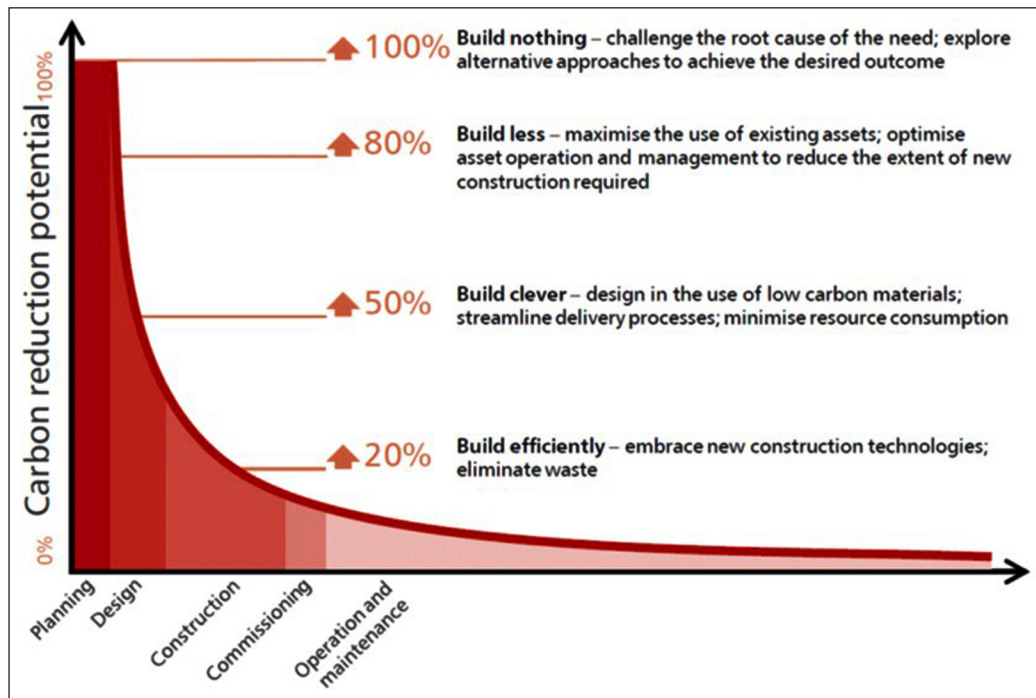 Carbon reduction potential
100%
0%
100%
Build nothing – challenge the root cause of the need; explore
alternative approaches to achieve the desired outcome
80%
Build less – maximise the use of existing assets; optimise
asset operation and management to reduce the extent of new
construction required
50%
Build clever – design in the use of low carbon materials;
streamline delivery processes; minimise resource consumption
20%
Build efficiently – embrace new construction technologies;
eliminate waste
Planning
Design
Construction
Commissioning
Operation and
maintenance